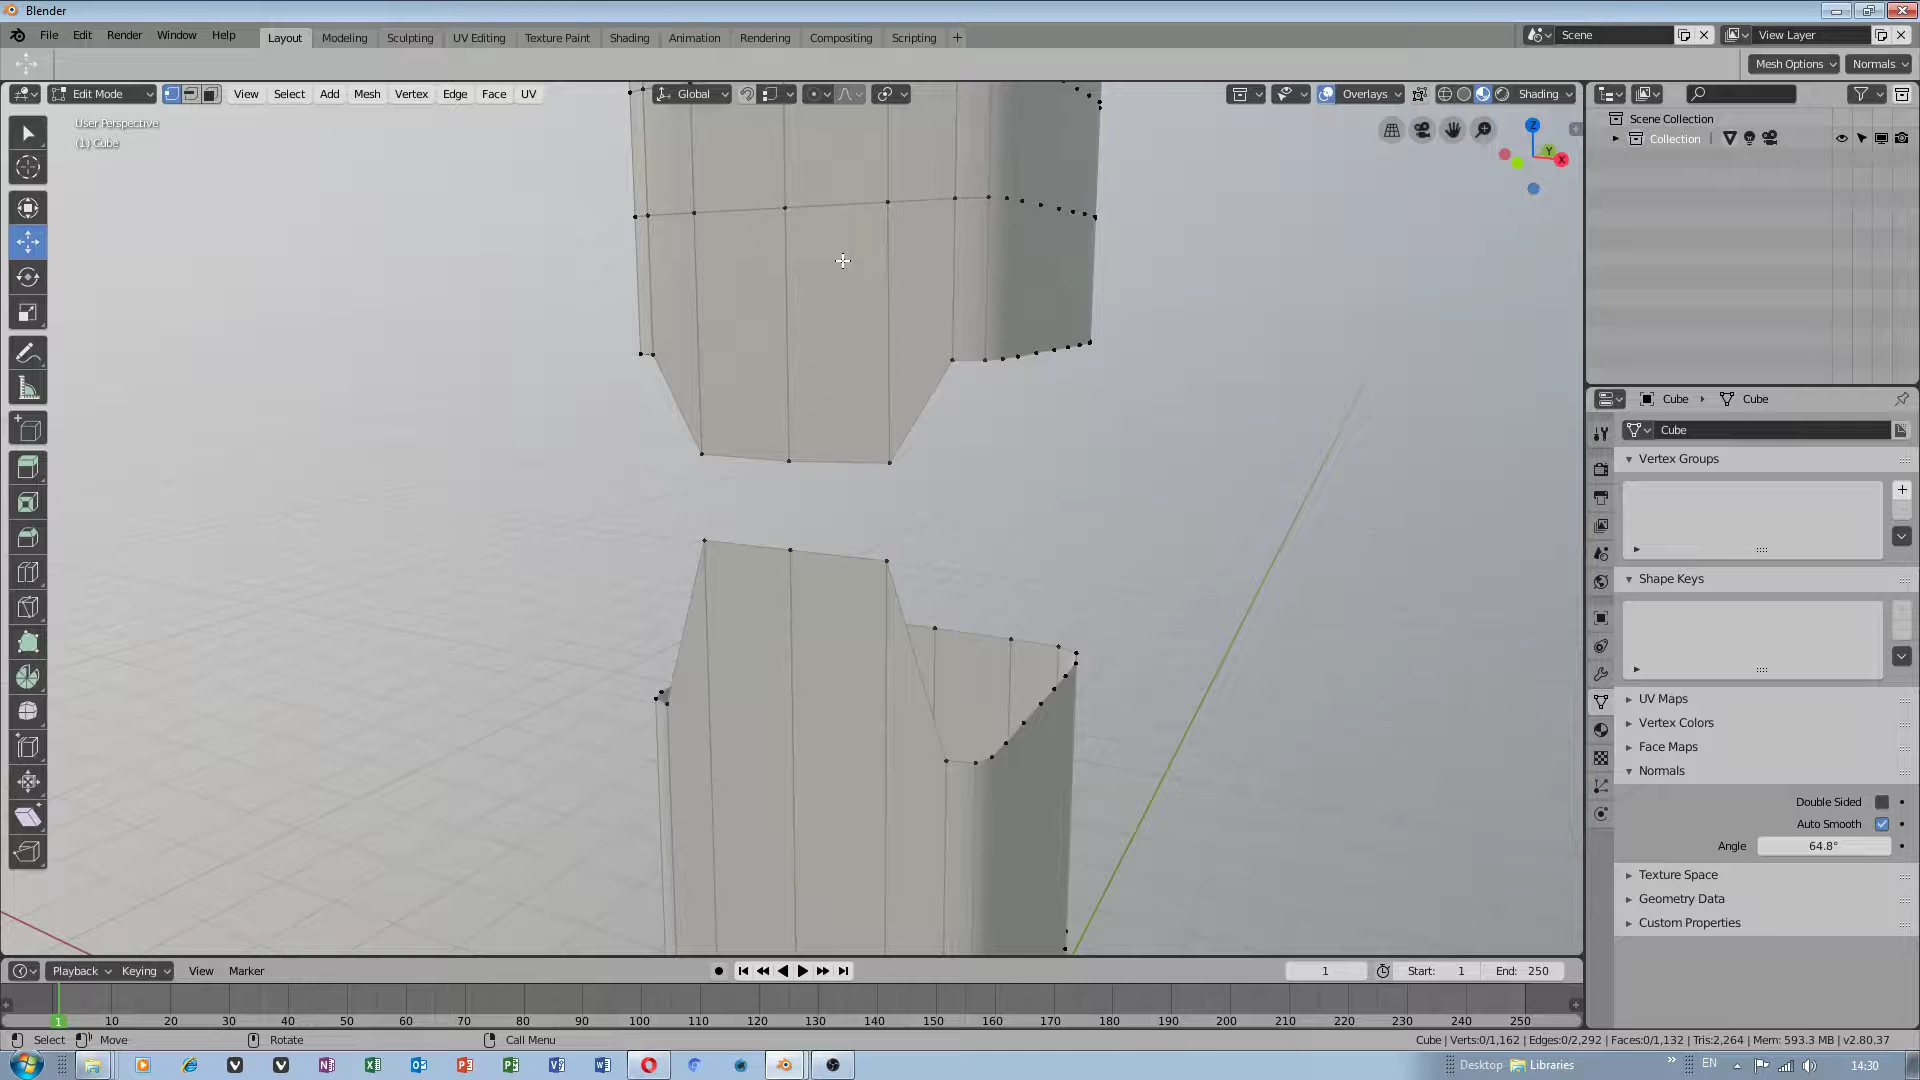 Blender
File Edit Render Window Help
Layout Modeling Sculpting UV Editing Texture Paint Shading Animation Rendering Compositing Scripting +
Scene
View Layer
Mesh Options
Normals
Edit Mode
View Select Add Mesh Vertex Edge Face UV
Global
Overlays
Shading
User Perspective
(1) Cube
Z
Y
X
Scene Collection
Collection
Cube
Cube
Cube
Vertex Groups
Shape Keys
UV Maps
Vertex Colors
Face Maps
Normals
Double Sided
Auto Smooth
Angle 64.8°
Texture Space
Geometry Data
Custom Properties
Playback Keying View Marker
1
Start: 1
End: 250
1 10 20 30 40 50 60 70 80 90 100 110 120 130 140 150 160 170 180 190 200 210 220 230 240 250
Select Move Rotate Call Menu
Cube | Verts:0/1,162 | Edges:0/2,292 | Faces:0/1,132 | Tris:2,264 | Mem: 593.3 MB | v2.80.37
Desktop Libraries
EN
14:30